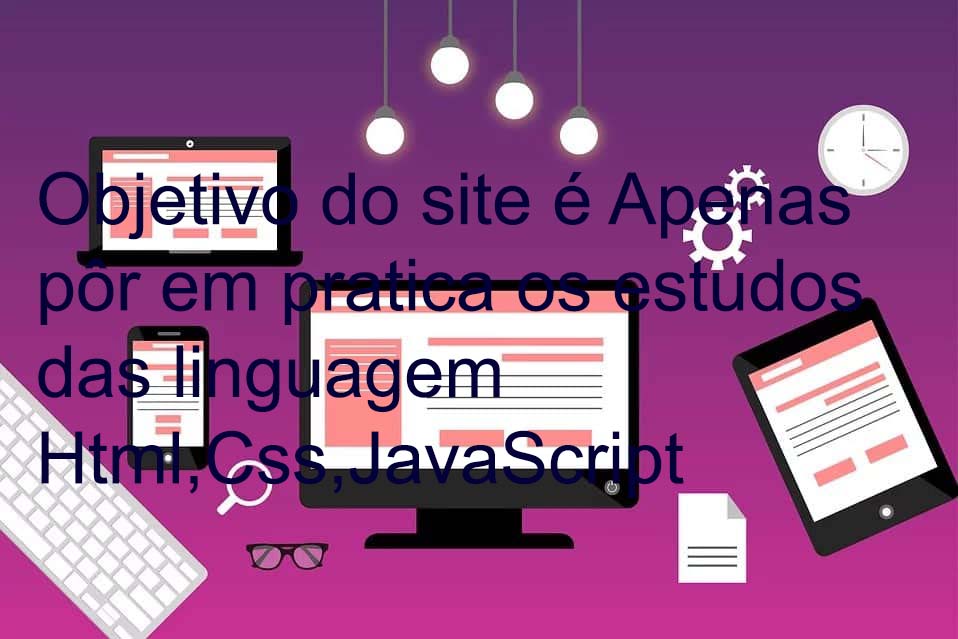 Objetivo do site é Apenas
pôr em pratica os estudos
das linguagem
Html,Css,JavaScript